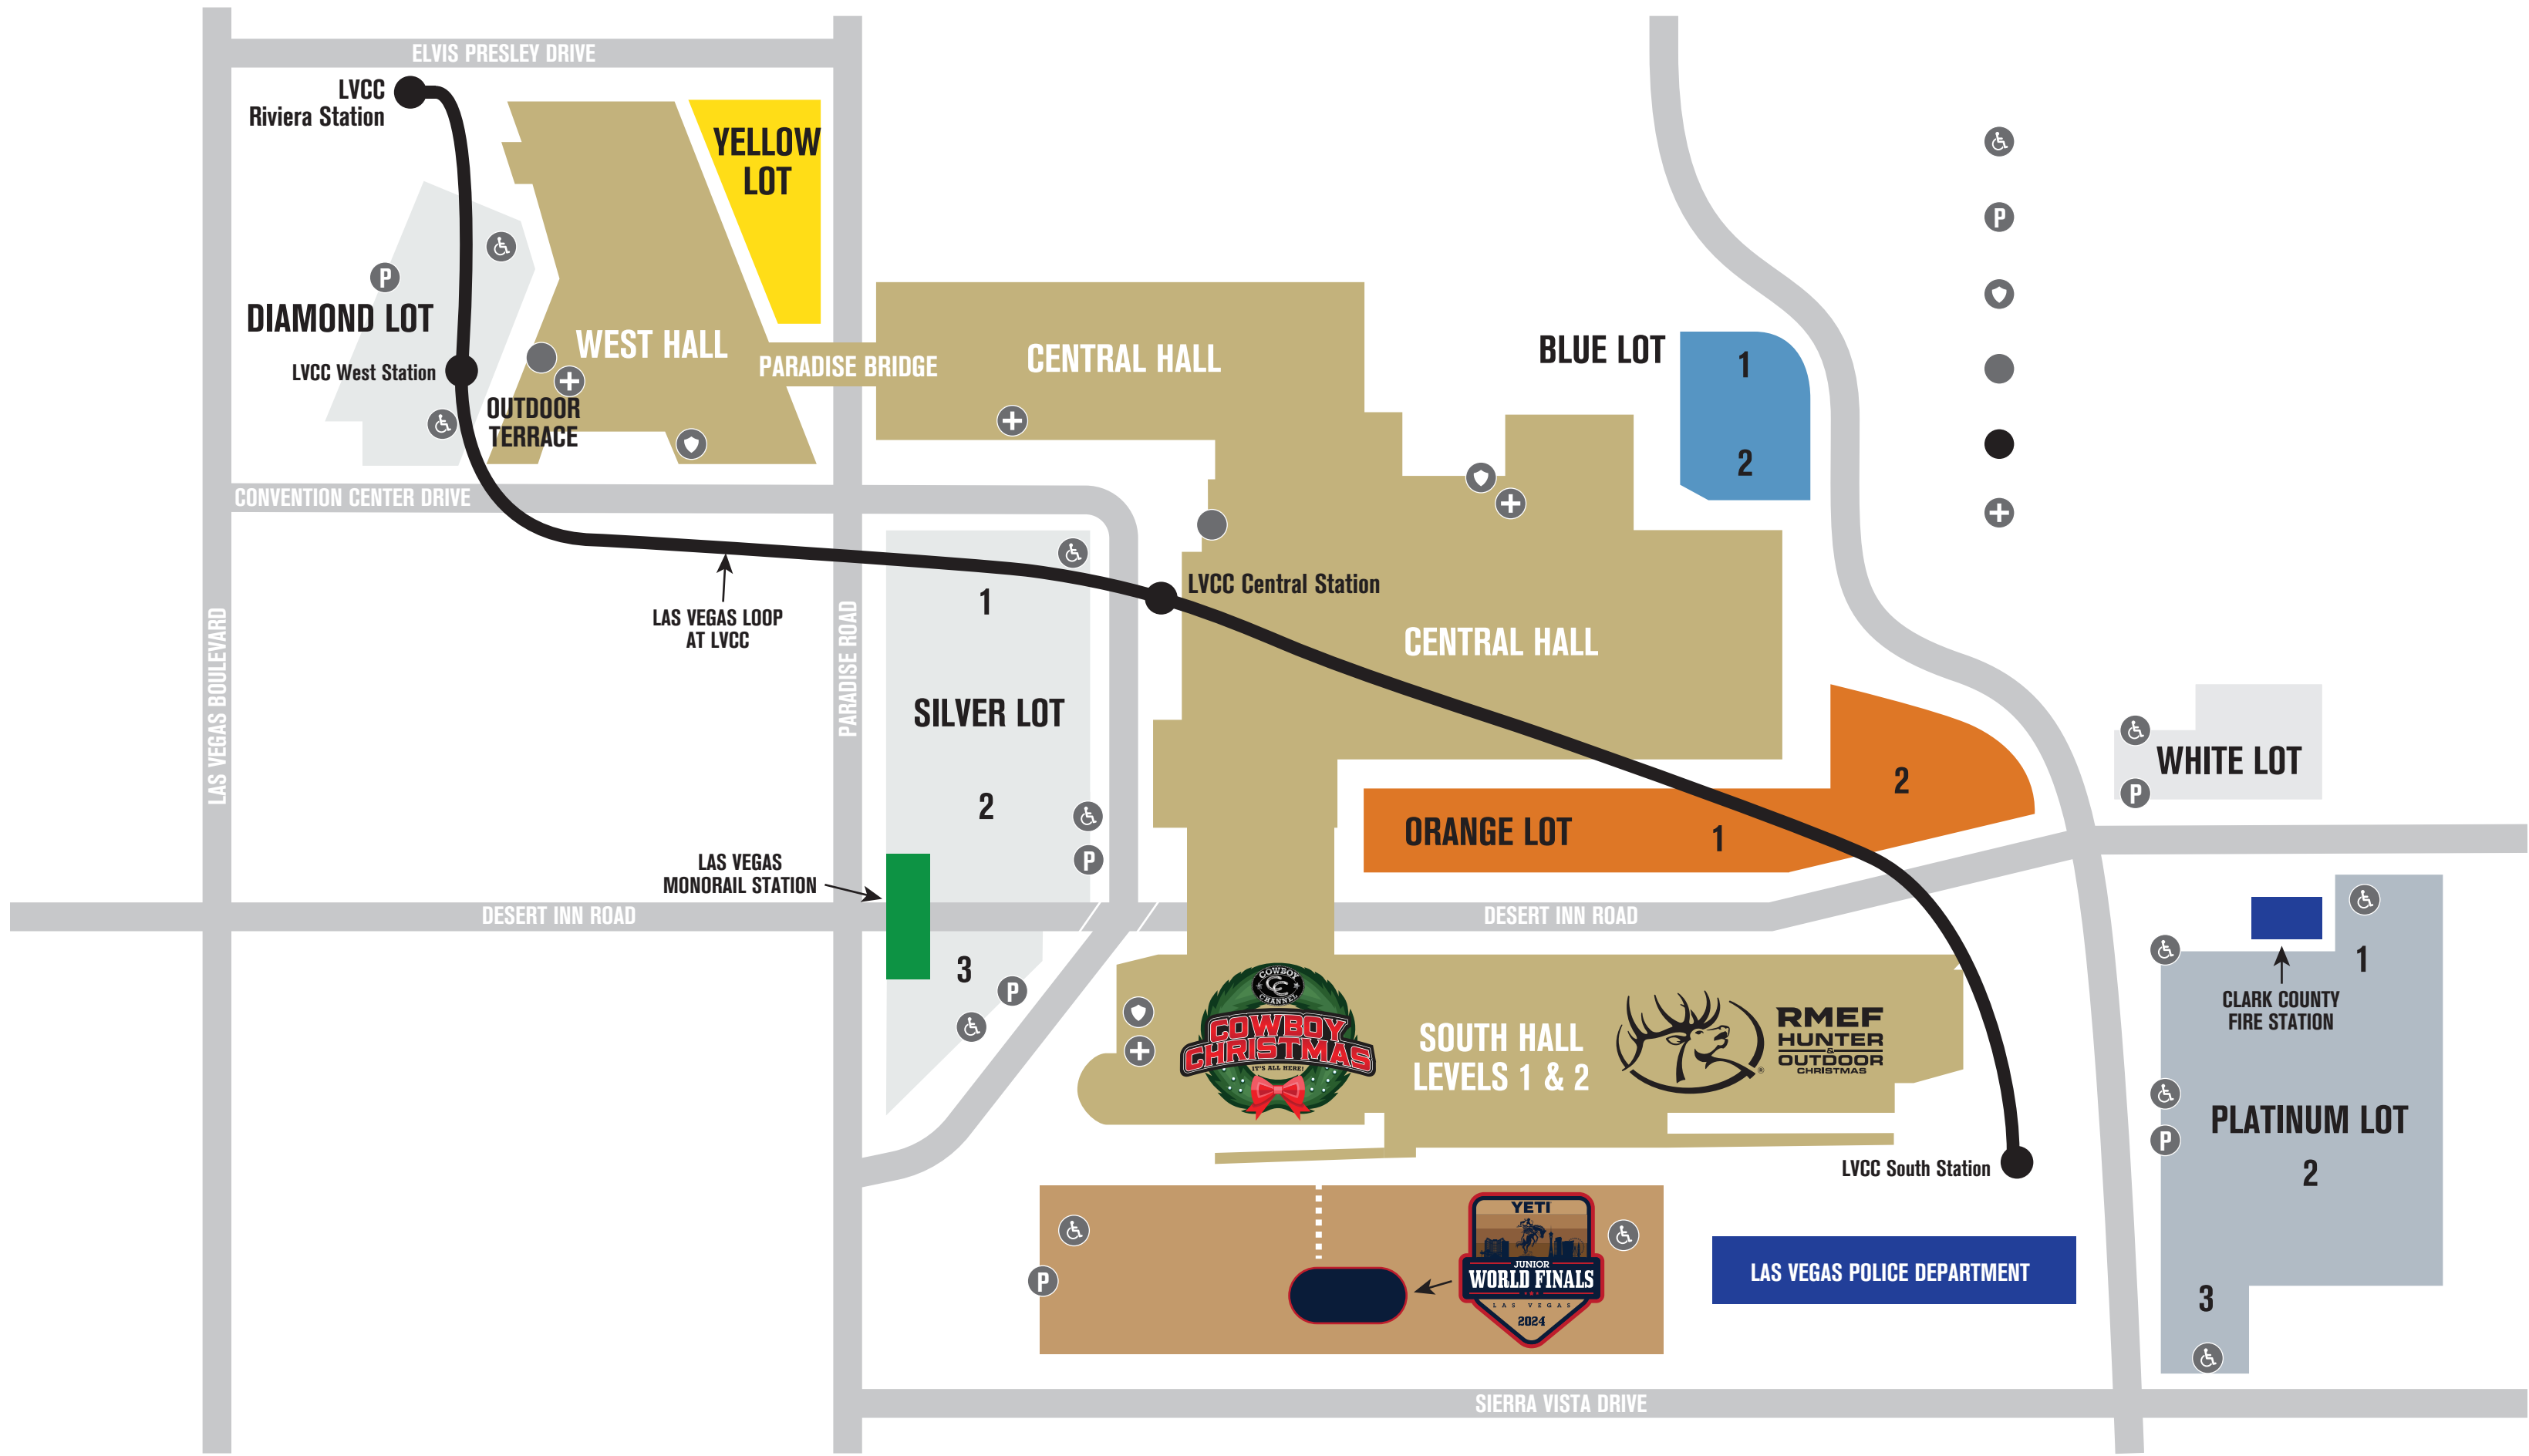 ELVIS PRESLEY DRIVE
LVCC
Riviera Station
YELLOW
LOT
P
P
DIAMOND LOT
WEST HALL
PARADISE BRIDGE
CENTRAL HALL
BLUE LOT
1
2
LVCC West Station
OUTDOOR
TERRACE
CONVENTION CENTER DRIVE
LAS VEGAS LOOP
AT LVCC
1
LVCC Central Station
CENTRAL HALL
LAS VEGAS BOULEVARD
PARADISE ROAD
SILVER LOT
2
P
2
ORANGE LOT
1
WHITE LOT
P
LAS VEGAS
MONORAIL STATION
DESERT INN ROAD
DESERT INN ROAD
3
P
1
CLARK COUNTY
FIRE STATION
COWBOY
CC
CHANNEL
COWBOY
CHRISTMAS
IT'S ALL HERE!
SOUTH HALL
LEVELS 1 & 2
®
RMEF
HUNTER
&
OUTDOOR
CHRISTMAS
PLATINUM LOT
P
2
LVCC South Station
P
YETI
JUNIOR
WORLD FINALS
LAS VEGAS
2024
LAS VEGAS POLICE DEPARTMENT
3
SIERRA VISTA DRIVE